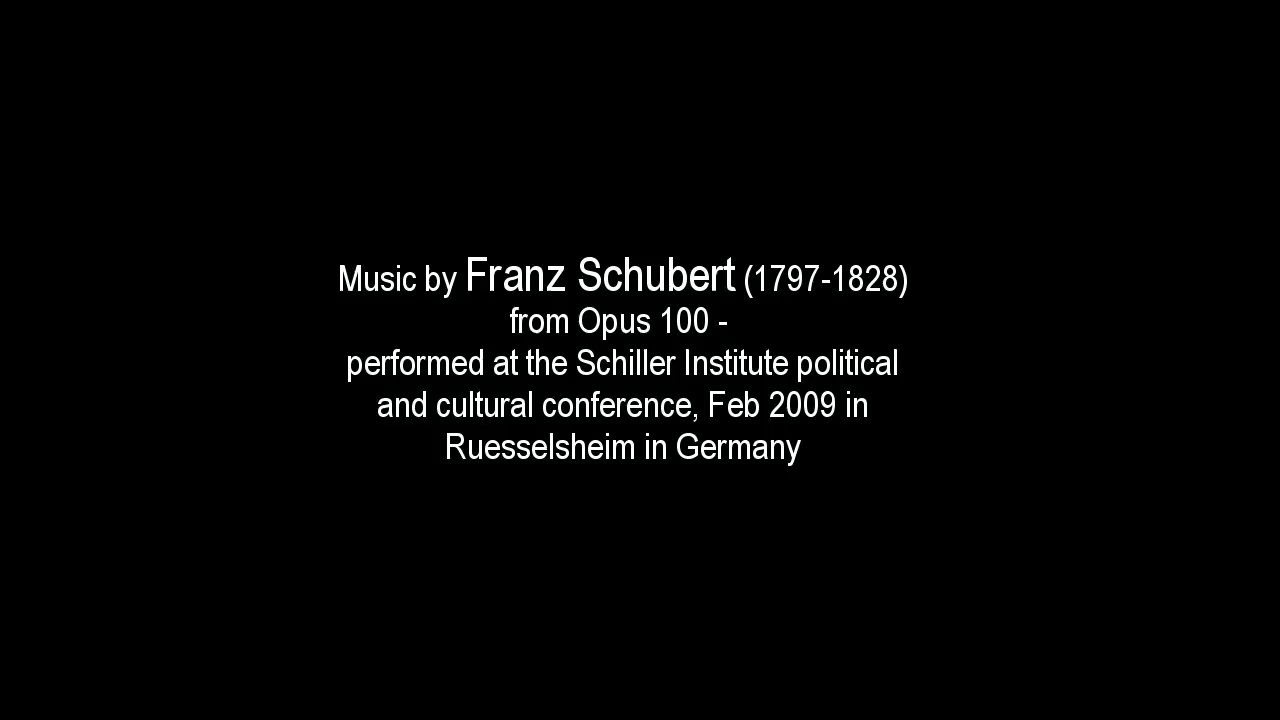 Music by Franz Schubert (1797-1828)
from Opus 100 -
performed at the Schiller Institute political
and cultural conference, Feb 2009 in
Ruesselsheim in Germany